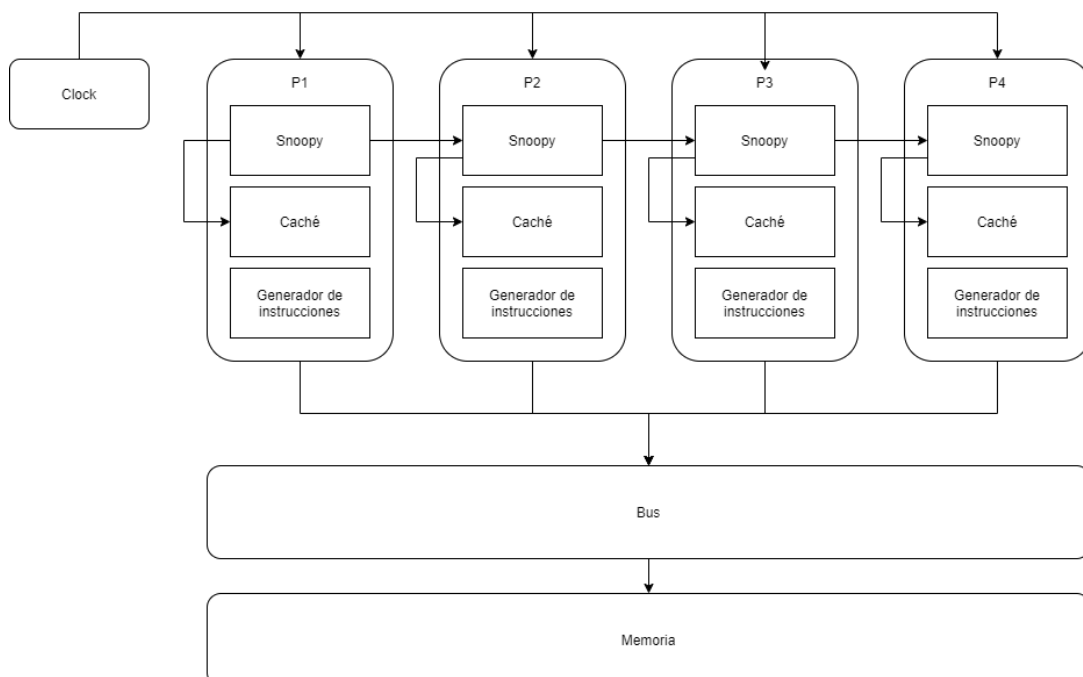 Clock
P1
Snoopy
Caché
Generador de
instrucciones
P2
Snoopy
Caché
Generador de
instrucciones
P3
Snoopy
Caché
Generador de
instrucciones
P4
Snoopy
Caché
Generador de
instrucciones
Bus
Memoria